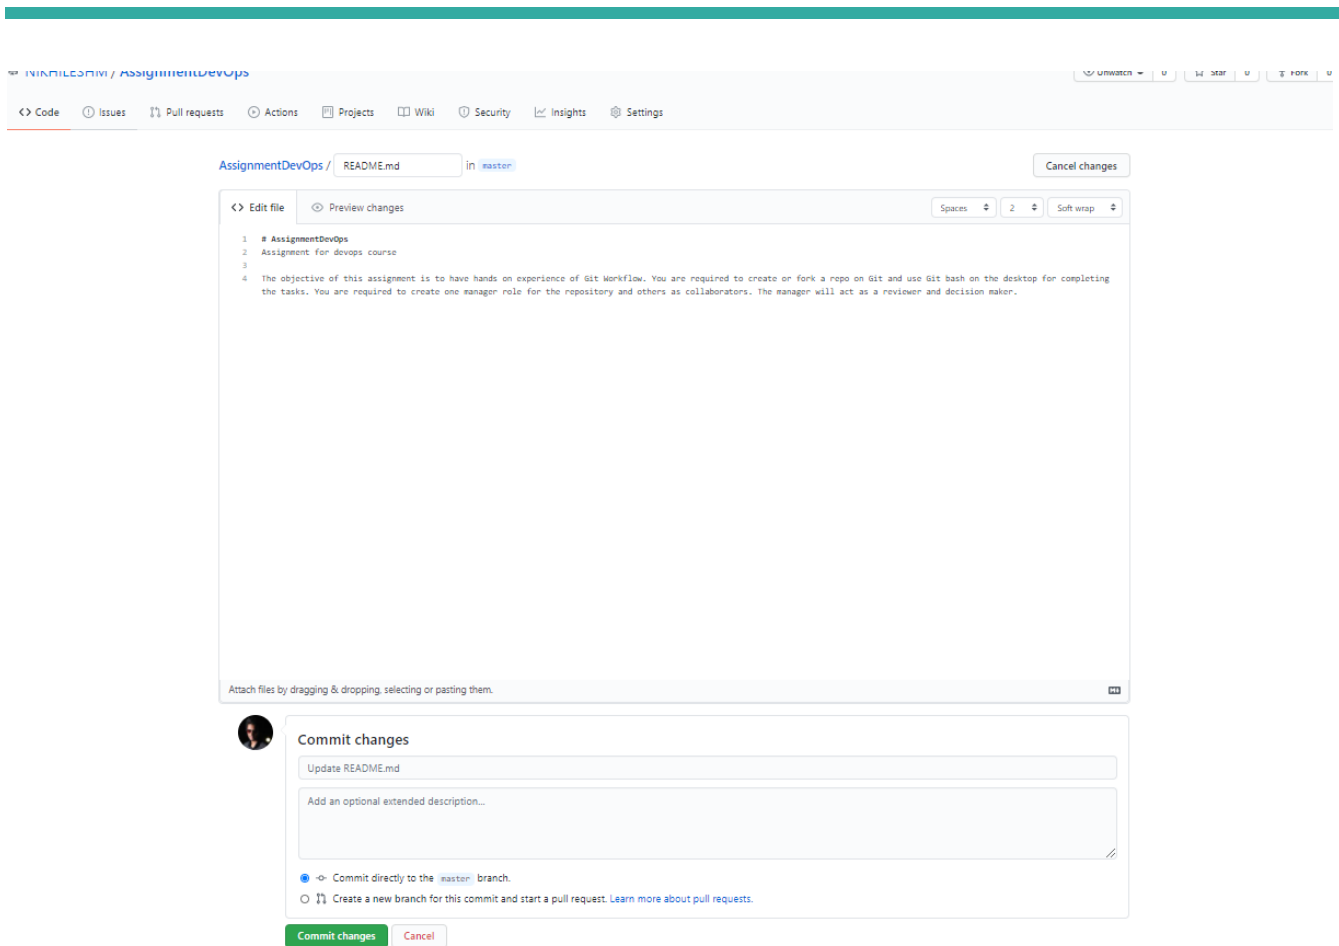 NIKHILESHM / AssignmentDevOps
Unwatch 0 Star 0 Fork 0
Code Issues Pull requests Actions Projects Wiki Security Insights Settings
AssignmentDevOps / README.md in master Cancel changes
Edit file Preview changes Spaces 2 Soft wrap
1 # AssignmentDevOps
2 Assignment for devops course
3
4 The objective of this assignment is to have hands on experience of Git Workflow. You are required to create or fork a repo on Git and use Git bash on the desktop for completing
the tasks. You are required to create one manager role for the repository and others as collaborators. The manager will act as a reviewer and decision maker.
Attach files by dragging & dropping, selecting or pasting them.
Commit changes
Update README.md
Add an optional extended description...
Commit directly to the master branch.
Create a new branch for this commit and start a pull request. Learn more about pull requests.
Commit changes Cancel